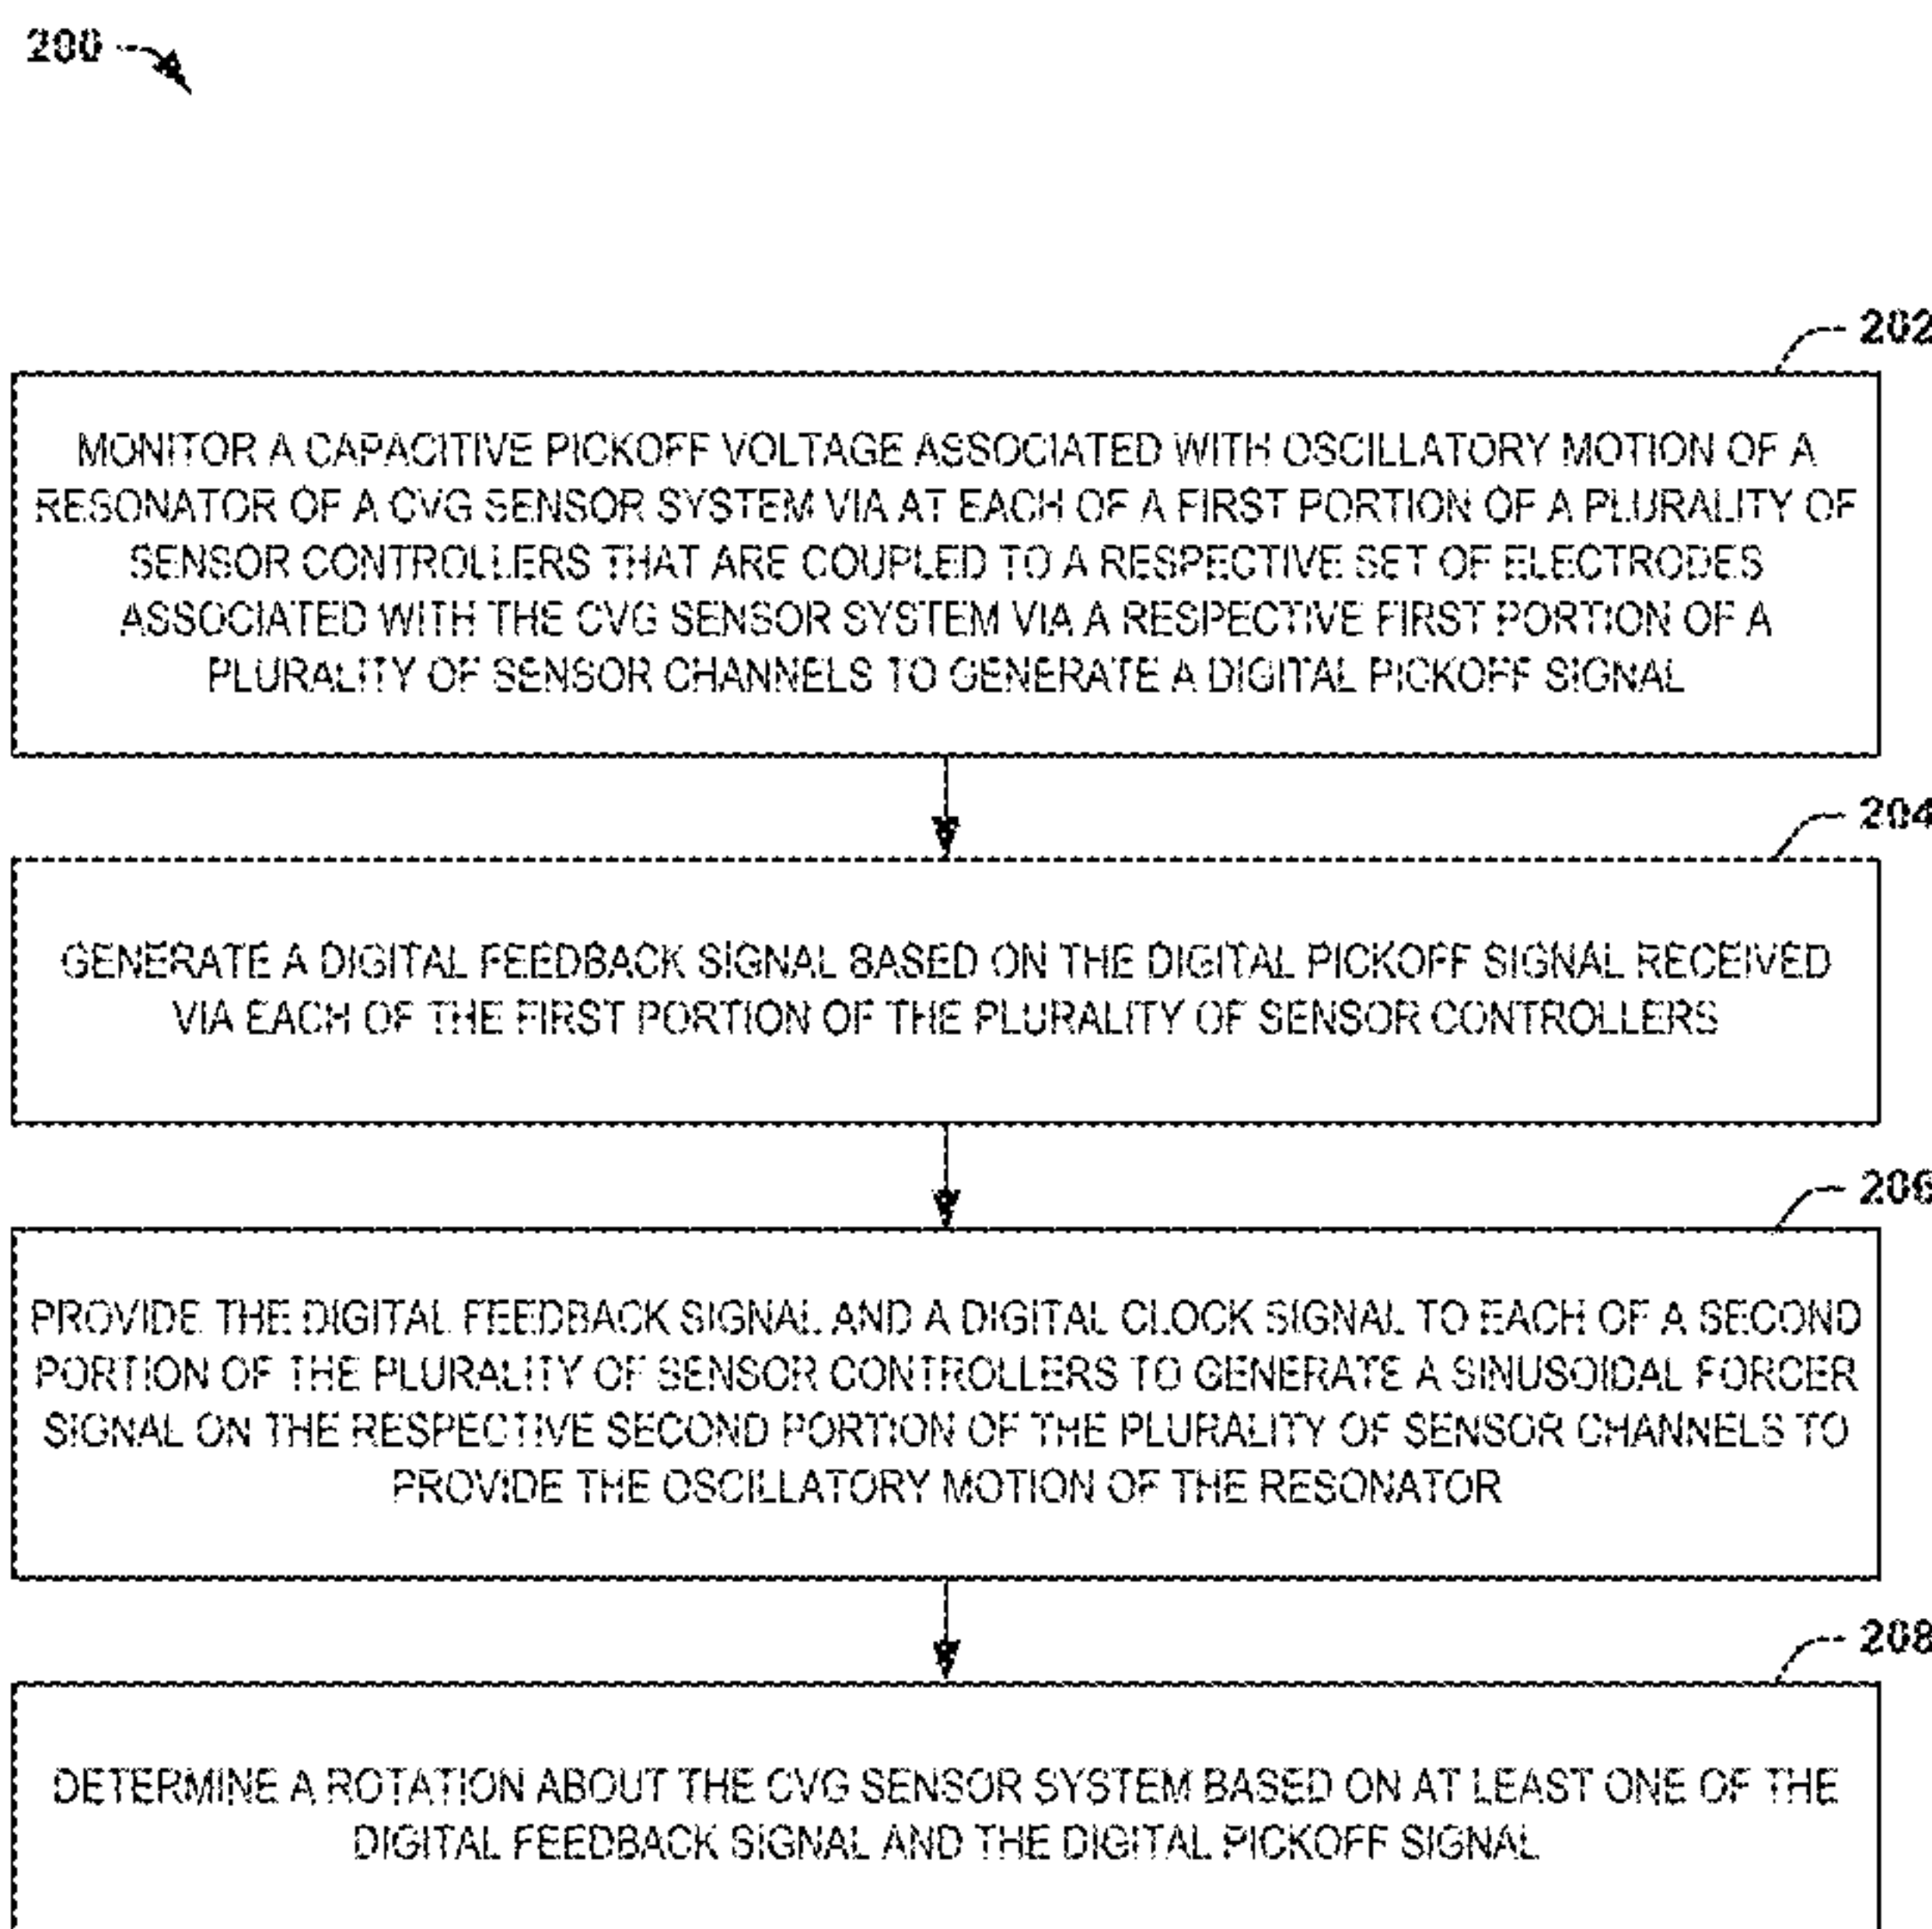 200
202
MONITOR A CAPACITIVE PICKOFF VOLTAGE ASSOCIATED WITH OSCILLATORY MOTION OF A
RESONATOR OF A CVG SENSOR SYSTEM VIA AT EACH OF A FIRST PORTION OF A PLURALITY OF
SENSOR CONTROLLERS THAT ARE COUPLED TO A RESPECTIVE SET OF ELECTRODES
ASSOCIATED WITH THE CVG SENSOR SYSTEM VIA A RESPECTIVE FIRST PORTION OF A
PLURALITY OF SENSOR CHANNELS TO GENERATE A DIGITAL PICKOFF SIGNAL
204
GENERATE A DIGITAL FEEDBACK SIGNAL BASED ON THE DIGITAL PICKOFF SIGNAL RECEIVED
VIA EACH OF THE FIRST PORTION OF THE PLURALITY OF SENSOR CONTROLLERS
206
PROVIDE THE DIGITAL FEEDBACK SIGNAL AND A DIGITAL CLOCK SIGNAL TO EACH OF A SECOND
PORTION OF THE PLURALITY OF SENSOR CONTROLLERS TO GENERATE A SINUSOIDAL FORCER
SIGNAL ON THE RESPECTIVE SECOND PORTION OF THE PLURALITY OF SENSOR CHANNELS TO
PROVIDE THE OSCILLATORY MOTION OF THE RESONATOR
208
DETERMINE A ROTATION ABOUT THE CVG SENSOR SYSTEM BASED ON AT LEAST ONE OF THE
DIGITAL FEEDBACK SIGNAL AND THE DIGITAL PICKOFF SIGNAL